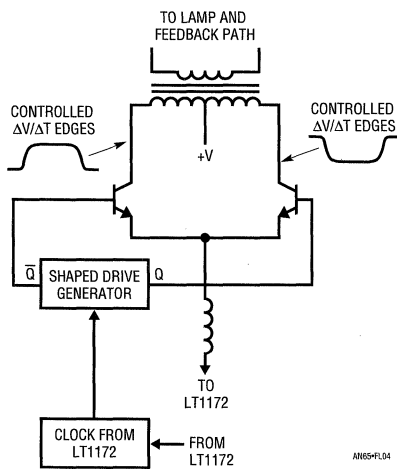 TO LAMP AND
FEEDBACK PATH
CONTROLLED
ΔV/ΔT EDGES
CONTROLLED
ΔV/ΔT EDGES
+V
Q̅
SHAPED DRIVE
GENERATOR
Q
TO
LT1172
CLOCK FROM
LT1172
FROM
LT1172
AN65•FL04